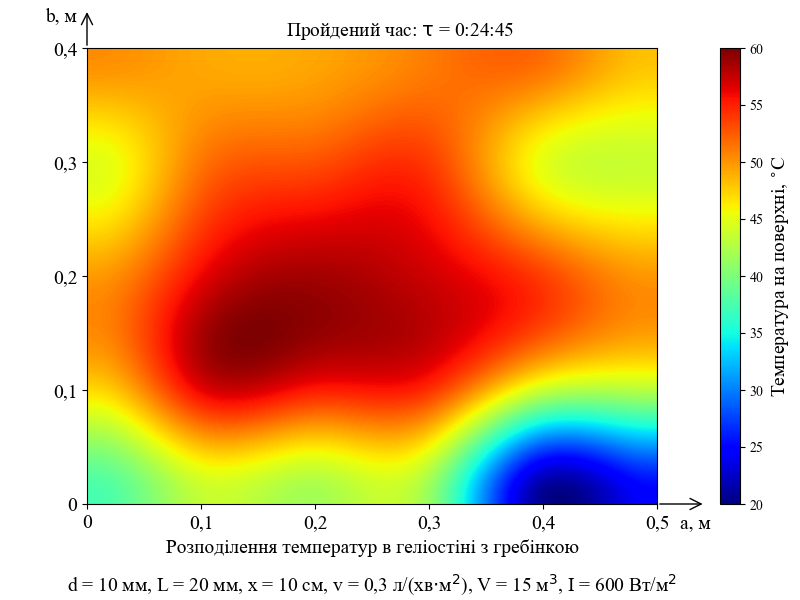 b, м
Пройдений час: τ = 0:24:45
0,4
0,3
0,2
0,1
0
0 0,1 0,2 0,3 0,4 0,5 a, м
60
55
50
45
40
35
30
25
20
Температура на поверхні, °C
Розподілення температур в геліостіні з гребінкою
d = 10 мм, L = 20 мм, x = 10 см, v = 0,3 л/(хв·м²), V = 15 м³, I = 600 Вт/м²